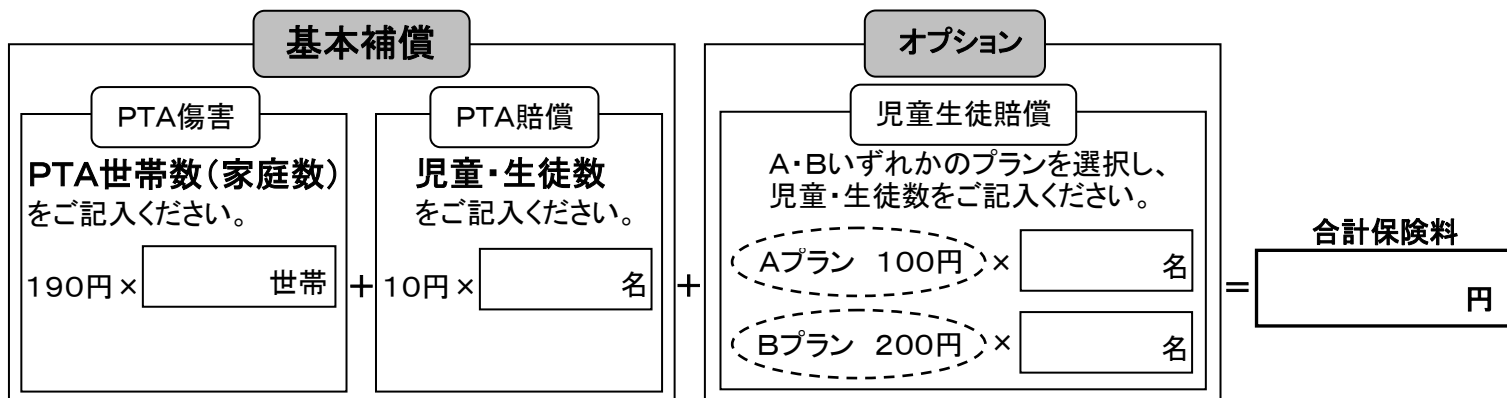 基本補償
PTA傷害
PTA世帯数(家庭数)
をご記入ください。
190円× 世帯
+
PTA賠償
児童・生徒数
をご記入ください。
10円× 名
+
オプション
児童生徒賠償
A・Bいずれかのプランを選択し、
児童・生徒数をご記入ください。
Aプラン 100円 × 名
Bプラン 200円 × 名
=
合計保険料
円